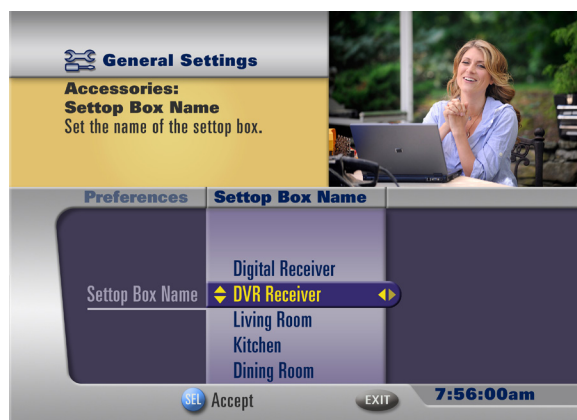 General Settings
Accessories:
Settop Box Name
Set the name of the settop box.
Preferences Settop Box Name
Digital Receiver
Settop Box Name DVR Receiver
Living Room
Kitchen
Dining Room
SEL Accept EXIT 7:56:00am